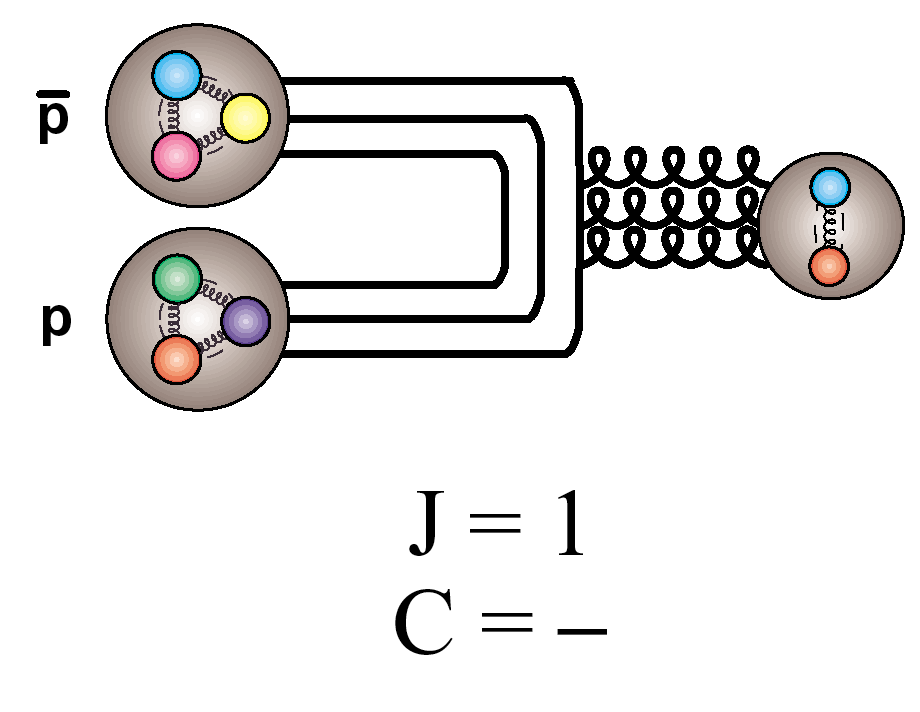 p̅
p
J = 1
C = –